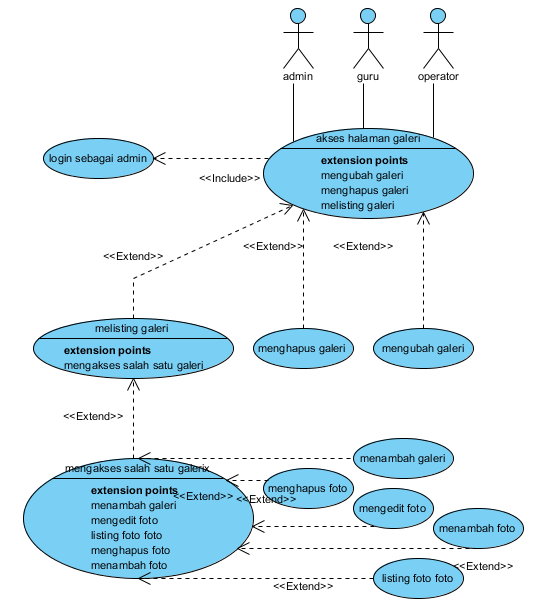 admin
guru
operator
akses halaman galeri
extension points
mengubah galeri
menghapus galeri
melisting galeri
login sebagai admin
<<Include>>
<<Extend>>
<<Extend>>
<<Extend>>
melisting galeri
extension points
mengakses salah satu galeri
menghapus galeri
mengubah galeri
<<Extend>>
mengakses salah satu galerix
extension points
menambah galeri
mengedit foto
listing foto foto
menghapus foto
menambah foto
menambah galeri
<<Extend>>
<<Extend>>
menghapus foto
mengedit foto
menambah foto
<<Extend>>
listing foto foto
<<Extend>>